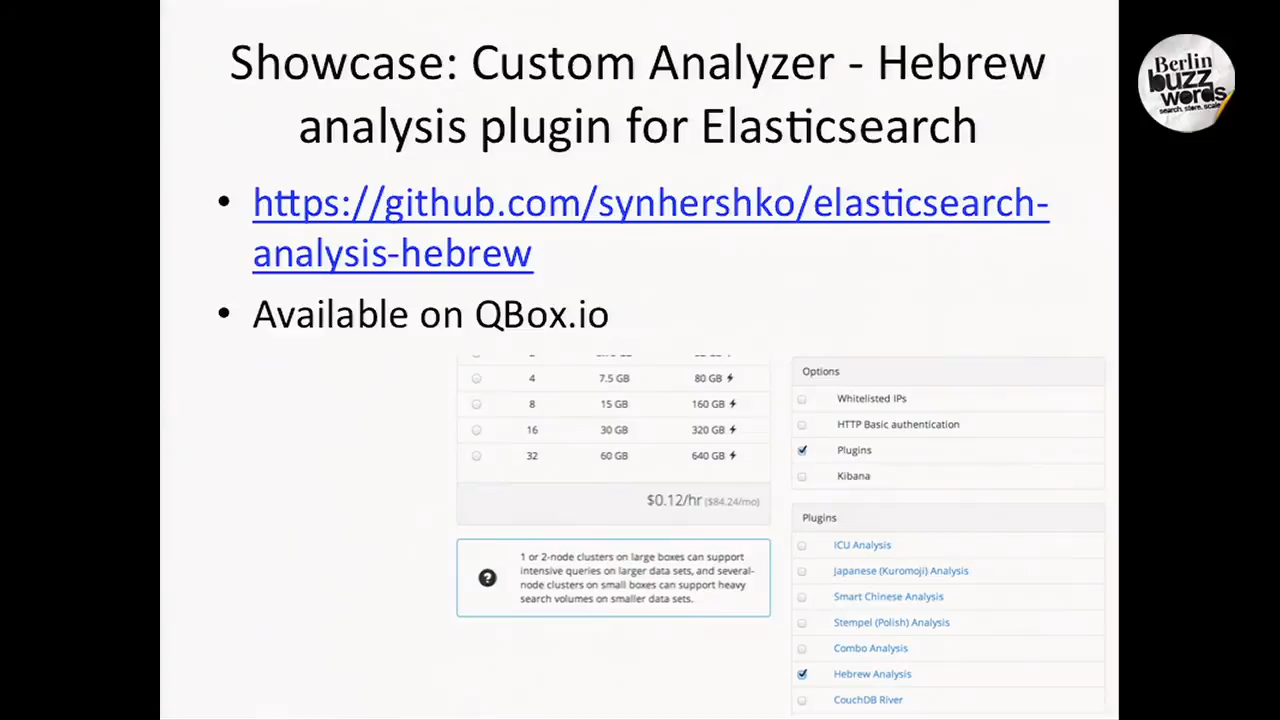 Showcase: Custom Analyzer - Hebrew
analysis plugin for Elasticsearch
Berlin
buzz
words
search. store. scale.
• https://github.com/synhershko/elasticsearch-
analysis-hebrew
• Available on QBox.io
4 7.5 GB 80 GB
8 15 GB 160 GB
16 30 GB 320 GB
32 60 GB 640 GB
$0.12/hr ($84.24/mo)
? 1 or 2-node clusters on large boxes can support
intensive queries on larger data sets, and several-
node clusters on small boxes can support heavy
search volumes on smaller data sets.
Options
Whitelisted IPs
HTTP Basic authentication
Plugins
Kibana
Plugins
ICU Analysis
Japanese (Kuromoji) Analysis
Smart Chinese Analysis
Stempel (Polish) Analysis
Combo Analysis
Hebrew Analysis
CouchDB River